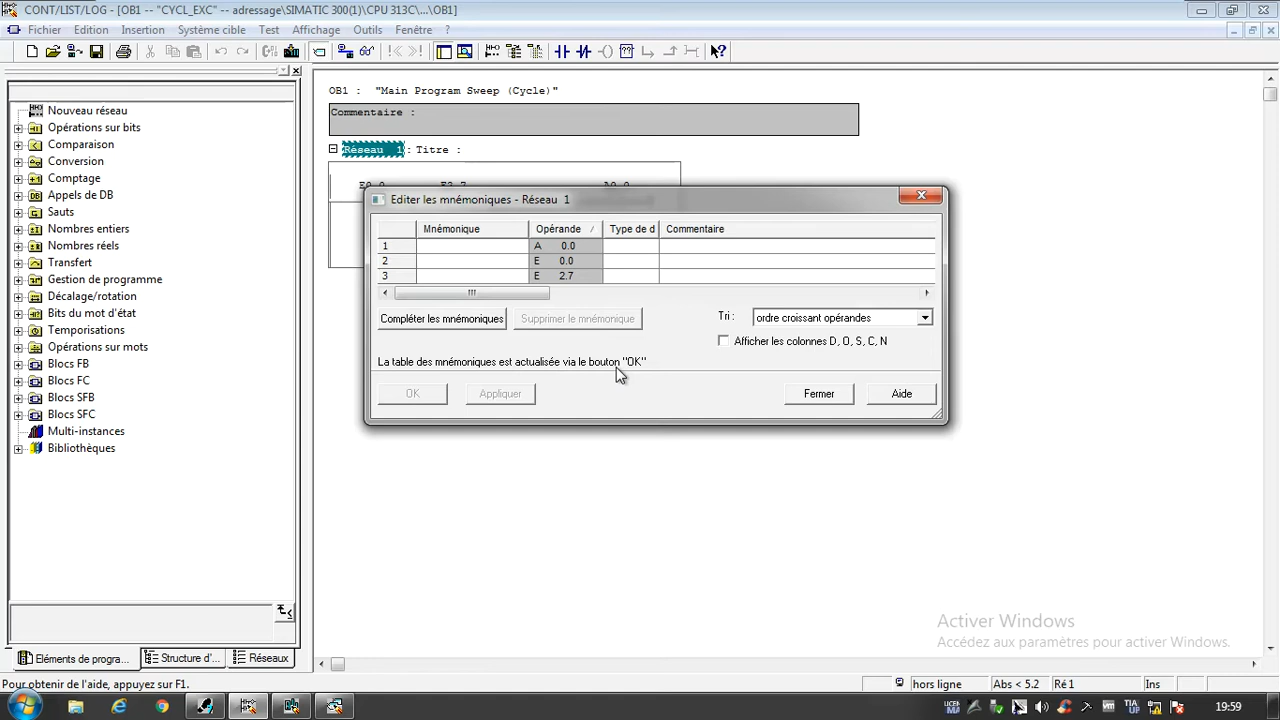 CONT/LIST/LOG - [OB1 -- "CYCL_EXC" -- adressage\SIMATIC 300(1)\CPU 313C\...\OB1]
Fichier Edition Insertion Système cible Test Affichage Outils Fenêtre ?
OB1 : "Main Program Sweep (Cycle)"
Commentaire :
Réseau 1 : Titre :
Nouveau réseau
Opérations sur bits
Comparaison
Conversion
Comptage
Appels de DB
Sauts
Nombres entiers
Nombres réels
Transfert
Gestion de programme
Décalage/rotation
Bits du mot d'état
Temporisations
Opérations sur mots
Blocs FB
Blocs FC
Blocs SFB
Blocs SFC
Multi-instances
Bibliothèques
E0.0 E2.7 A0.0
Editer les mnémoniques - Réseau 1
Mnémonique Opérande Type de d Commentaire
1 A 0.0
2 E 0.0
3 E 2.7
Compléter les mnémoniques Supprimer le mnémonique Tri : ordre croissant opérandes
Afficher les colonnes D, O, S, C, N
La table des mnémoniques est actualisée via le bouton "OK"
OK Appliquer Fermer Aide
Activer Windows
Accédez aux paramètres pour activer Windows.
Eléments de progra... Structure d'... Réseaux
Pour obtenir de l'aide, appuyez sur F1. hors ligne Abs < 5.2 Ré 1 Ins
19:59